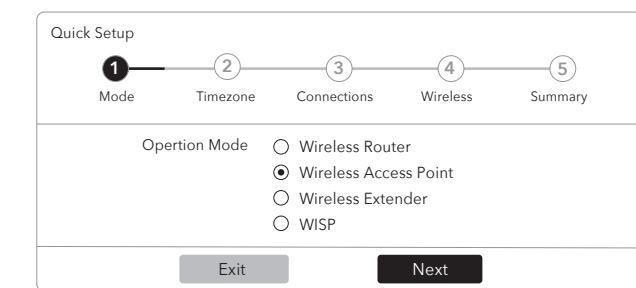 Quick Setup
1 2 3 4 5
Mode Timezone Connections Wireless Summary
Opertion Mode Wireless Router
Wireless Access Point
Wireless Extender
WISP
Exit Next